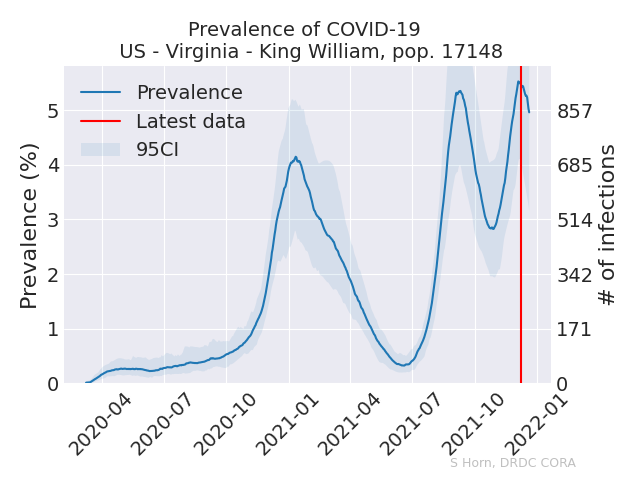 Prevalence of COVID-19
US - Virginia - King William, pop. 17148
Prevalence
Latest data
95CI
Prevalence (%)
5
4
3
2
1
0
857
685
514
342
171
0
# of infections
2020-04
2020-07
2020-10
2021-01
2021-04
2021-07
2021-10
2022-01
S Horn, DRDC CORA